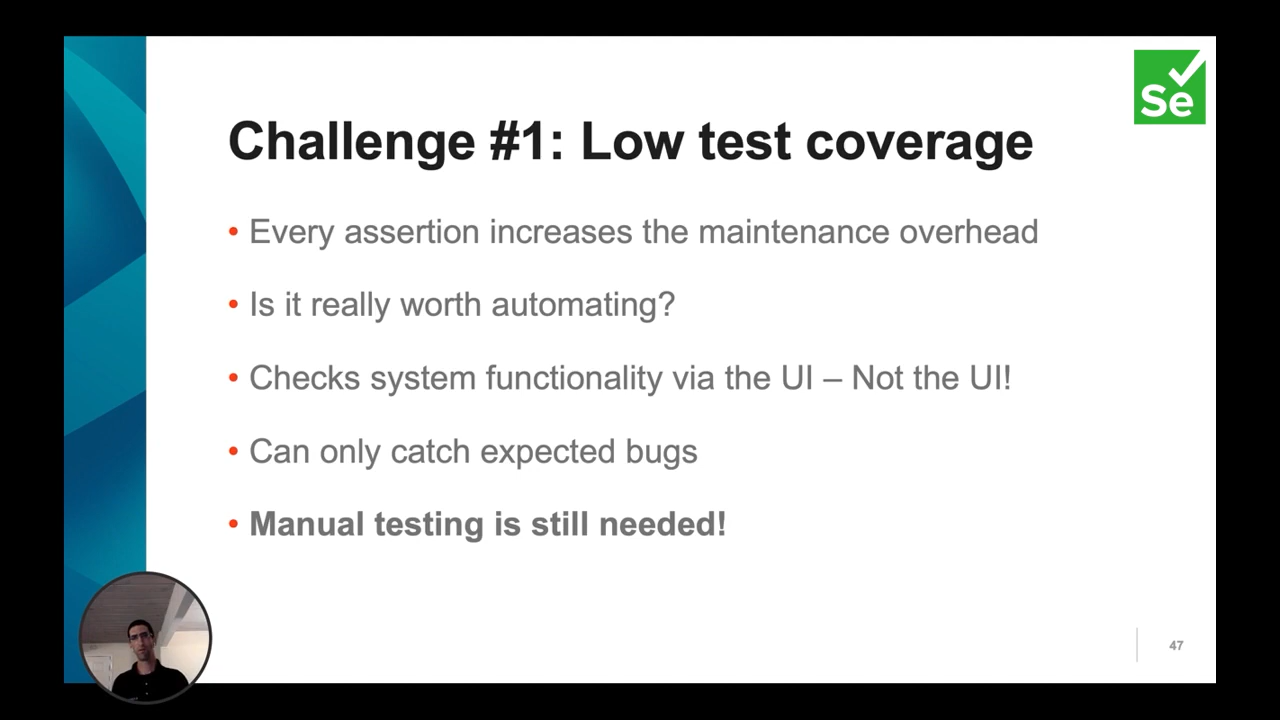 Se
Challenge #1: Low test coverage
• Every assertion increases the maintenance overhead
• Is it really worth automating?
• Checks system functionality via the UI – Not the UI!
• Can only catch expected bugs
• Manual testing is still needed!
47